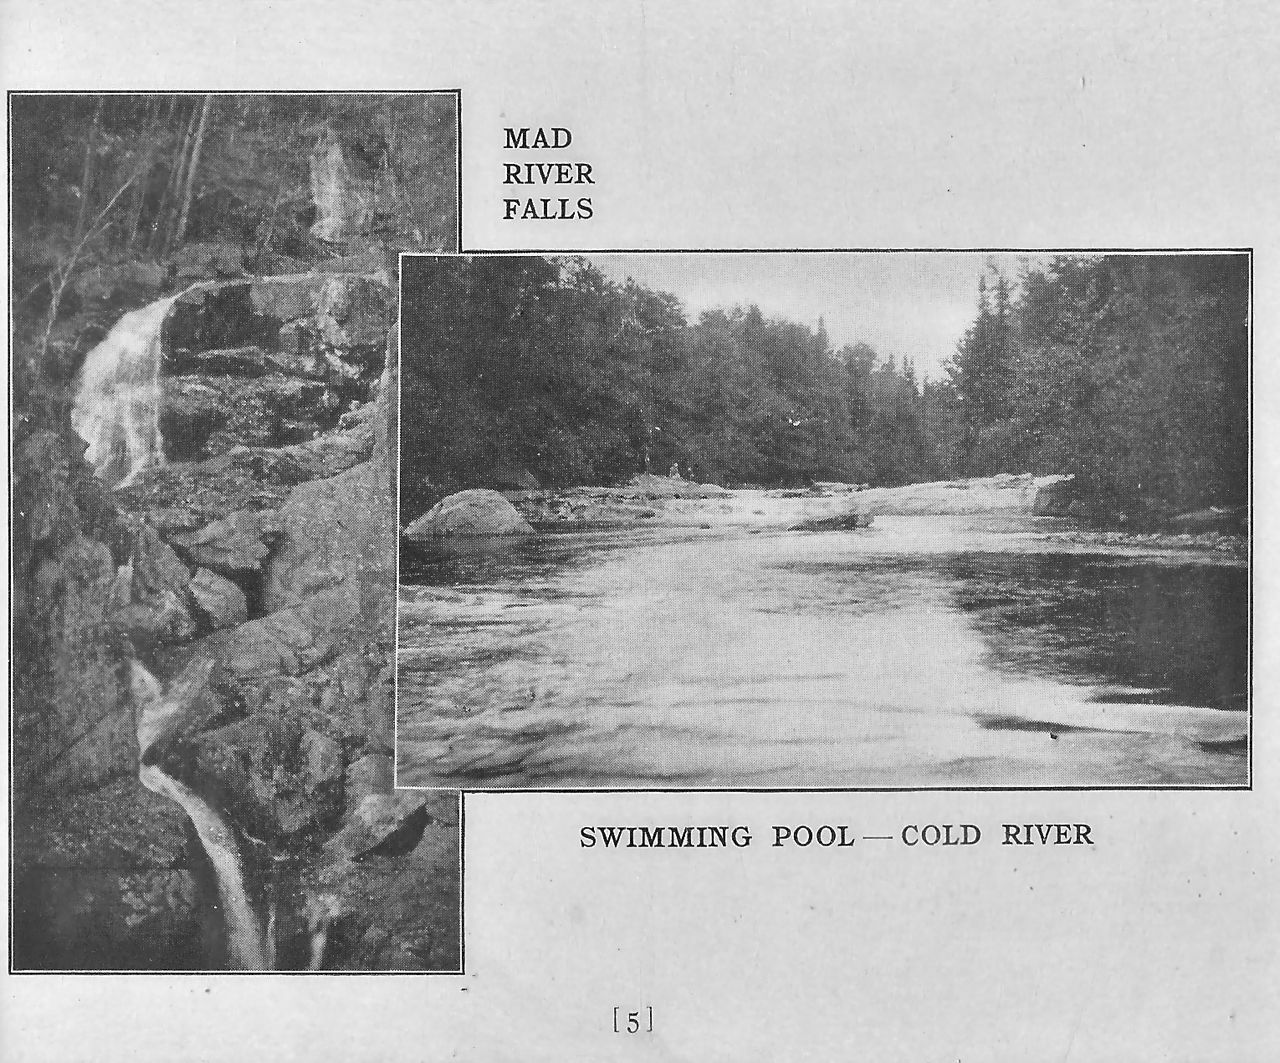 MAD
RIVER
FALLS
SWIMMING POOL — COLD RIVER
[5]